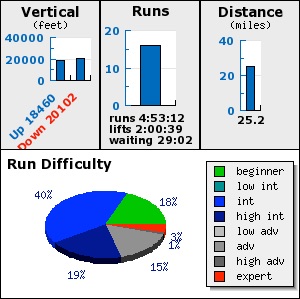 Vertical
(feet)
40000
20000
0
Up 18460
Down 20102
Runs
20
10
0
runs 4:53:12
lifts 2:00:39
waiting 29:02
Distance
(miles)
40
20
0
25.2
Run Difficulty
40%
18%
3%
1%
15%
19%
beginner
low int
int
high int
low adv
adv
high adv
expert